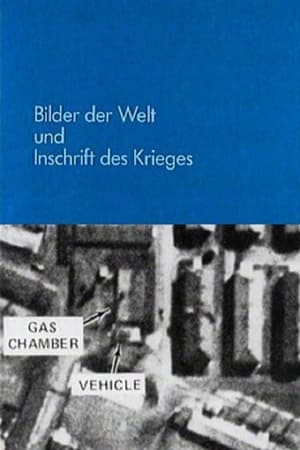 Bilder der Welt
und
Inschrift des Krieges
GAS
CHAMBER
VEHICLE